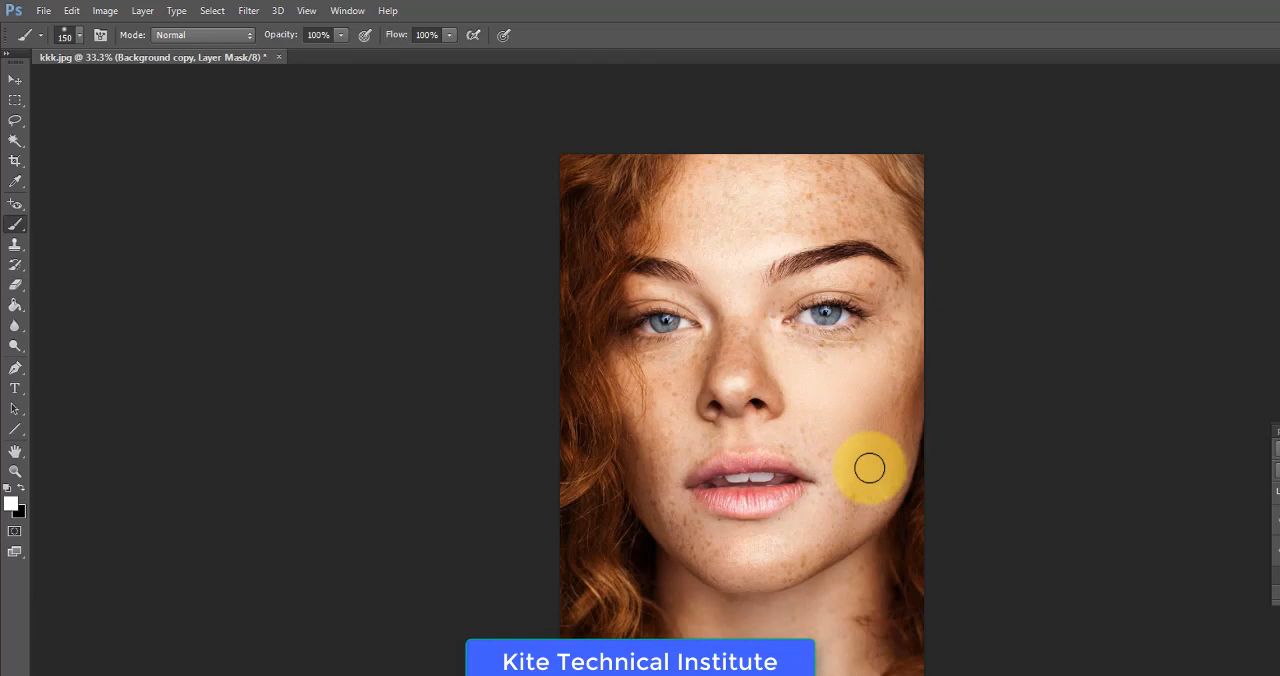 Ps File Edit Image Layer Type Select Filter 3D View Window Help
150 Mode: Normal Opacity: 100% Flow: 100%
kkk.jpg @ 33.3% (Background copy, Layer Mask/8) * ×
Kite Technical Institute